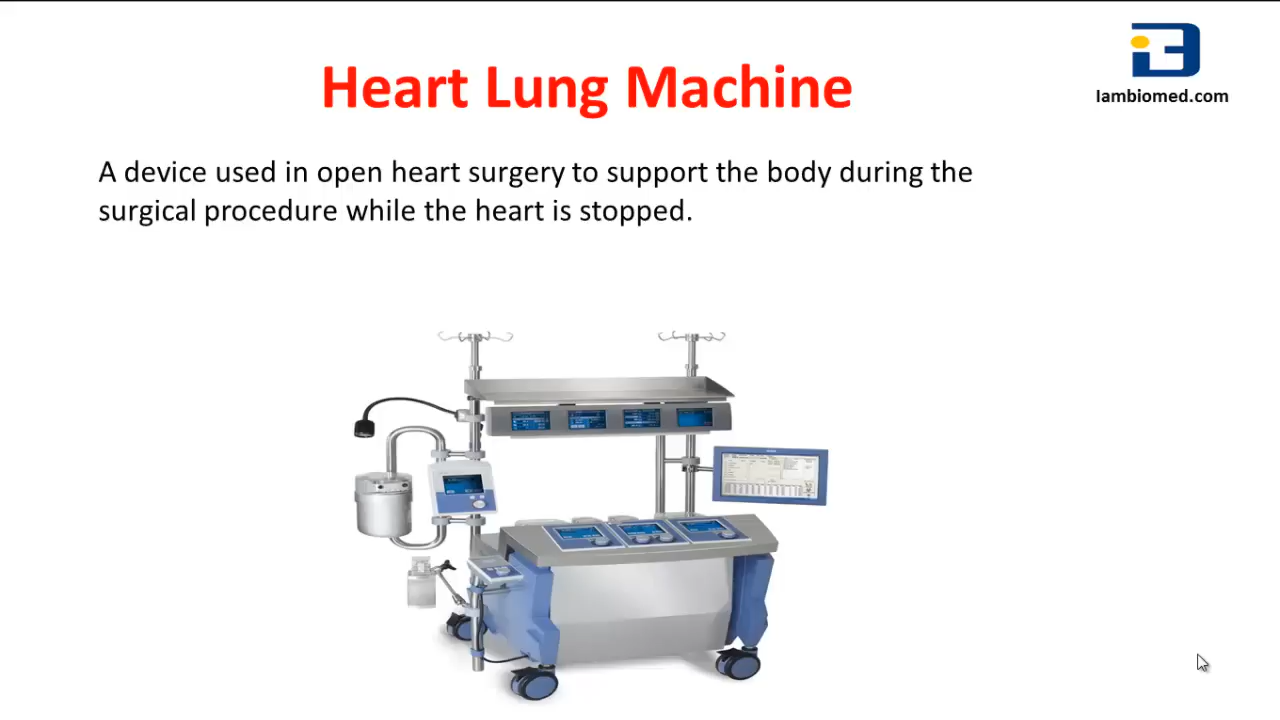 Heart Lung Machine
Iambiomed.com
A device used in open heart surgery to support the body during the
surgical procedure while the heart is stopped.